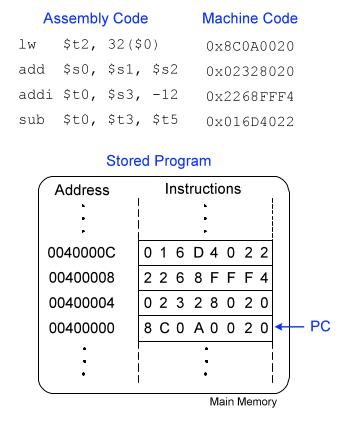 Assembly Code Machine Code
lw $t2, 32($0) 0x8C0A0020
add $s0, $s1, $s2 0x02328020
addi $t0, $s3, -12 0x2268FFF4
sub $t0, $t3, $t5 0x016D4022
Stored Program
Address Instructions
0040000C 0 1 6 D 4 0 2 2
00400008 2 2 6 8 F F F 4
00400004 0 2 3 2 8 0 2 0
00400000 8 C 0 A 0 0 2 0 PC
Main Memory